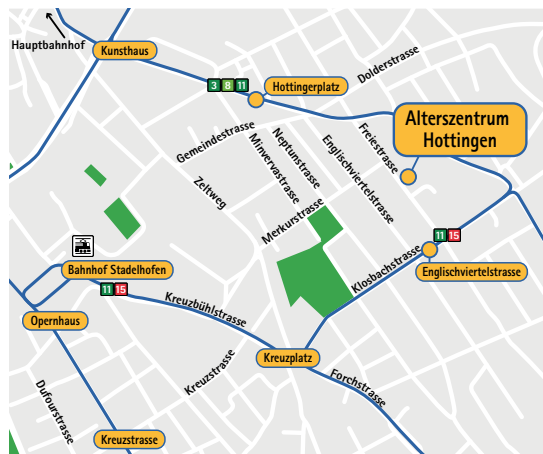 Hauptbahnhof
Kunsthaus
Dolderstrasse
3 8 11
Hottingerplatz
Alterszentrum
Hottingen
Gemeindestrasse
Minvervastrasse
Neptunstrasse
Englischviertelstrasse
Freiestrasse
Zeltweg
Merkurstrasse
11 15
Klosbachstrasse
Englischviertelstrasse
Bahnhof Stadelhofen
11 15
Kreuzbühlstrasse
Opernhaus
Kreuzplatz
Kreuzstrasse
Forchstrasse
Dufourstrasse
Kreuzstrasse